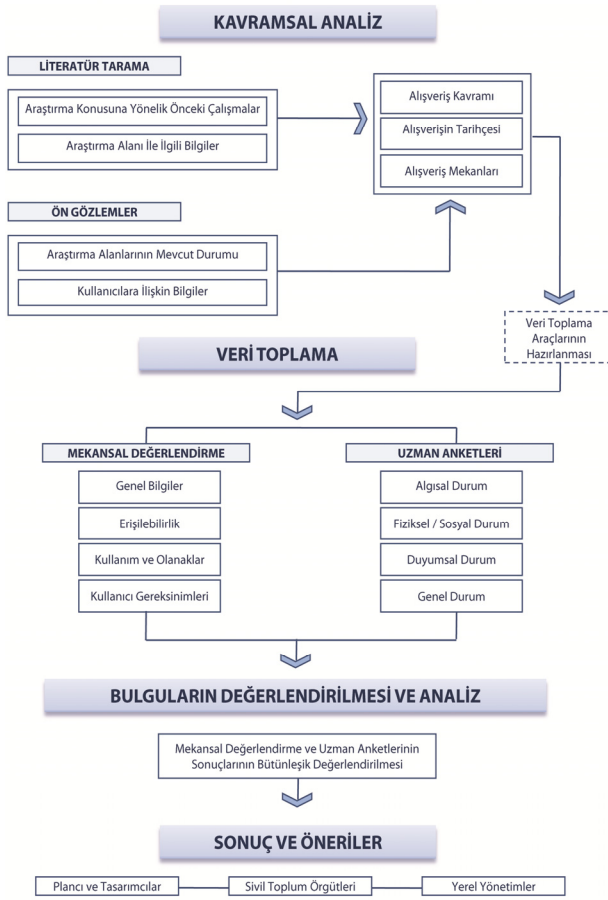 KAVRAMSAL ANALİZ
LİTERATÜR TARAMA
Araştırma Konusuna Yönelik Önceki Çalışmalar
Araştırma Alanı İle İlgili Bilgiler
Alışveriş Kavramı
Alışverişin Tarihçesi
Alışveriş Mekanları
ÖN GÖZLEMLER
Araştırma Alanlarının Mevcut Durumu
Kullanıcılara İlişkin Bilgiler
Veri Toplama
Araçlarının
Hazırlanması
VERİ TOPLAMA
MEKANSAL DEĞERLENDİRME
Genel Bilgiler
Erişilebilirlik
Kullanım ve Olanaklar
Kullanıcı Gereksinimleri
UZMAN ANKETLERİ
Algısal Durum
Fiziksel / Sosyal Durum
Duyumsal Durum
Genel Durum
BULGULARIN DEĞERLENDİRİLMESİ VE ANALİZ
Mekansal Değerlendirme ve Uzman Anketlerinin
Sonuçlarının Bütünleşik Değerlendirilmesi
SONUÇ VE ÖNERİLER
Plancı ve Tasarımcılar
Sivil Toplum Örgütleri
Yerel Yönetimler